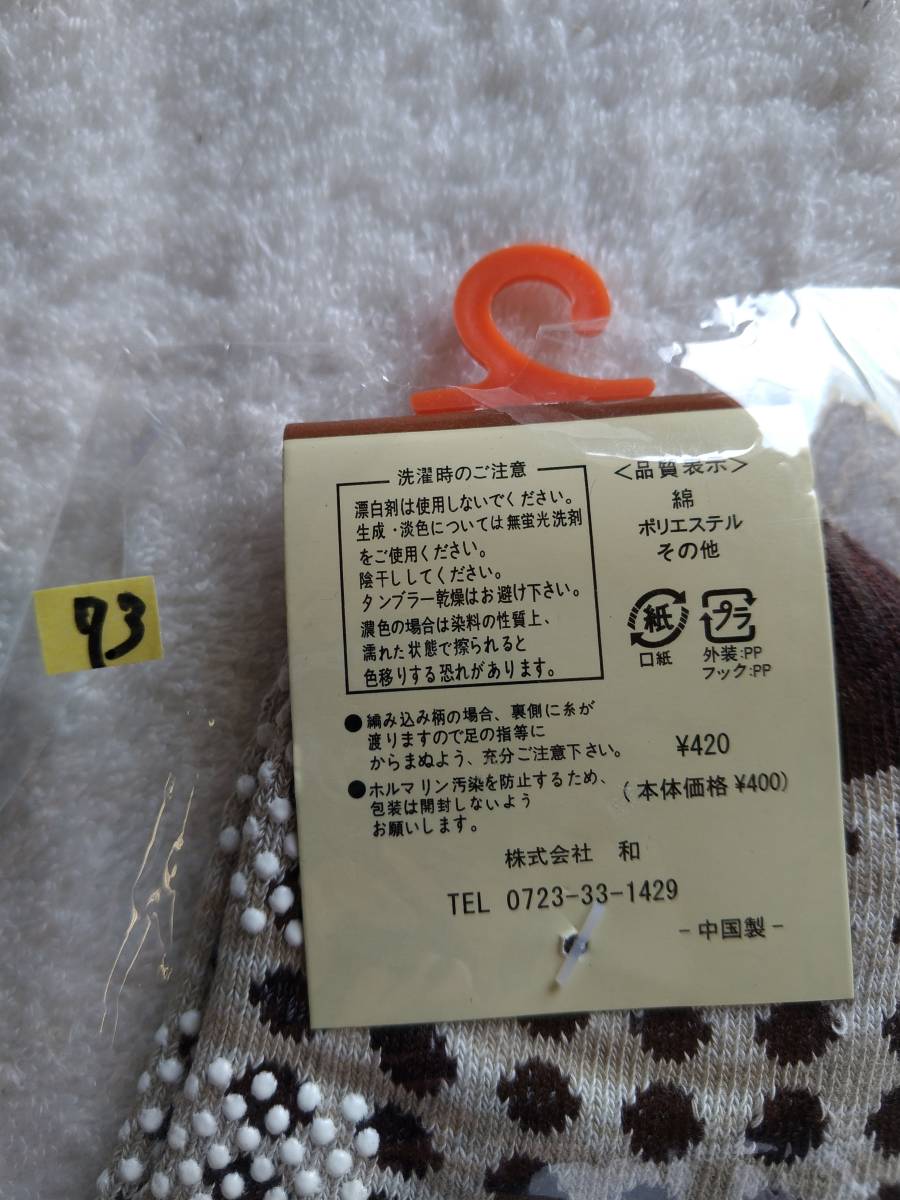 73
洗濯時のご注意
漂白剤は使用しないでください。
生成・淡色については無蛍光洗剤
をご使用ください。
陰干ししてください。
タンブラー乾燥はお避け下さい。
濃色の場合は染料の性質上、
濡れた状態で擦られると
色移りする恐れがあります。
●編み込み柄の場合、裏側に糸が
渡りますので足の指等に
からまぬよう、充分ご注意下さい。
●ホルマリン汚染を防止するため、
包装は開封しないよう
お願いします。
<品質表示>
綿
ポリエステル
その他
紙
口紙
プラ
外装:PP
フック:PP
¥420
(本体価格¥400)
株式会社 和
TEL 0723-33-1429
-中国製-